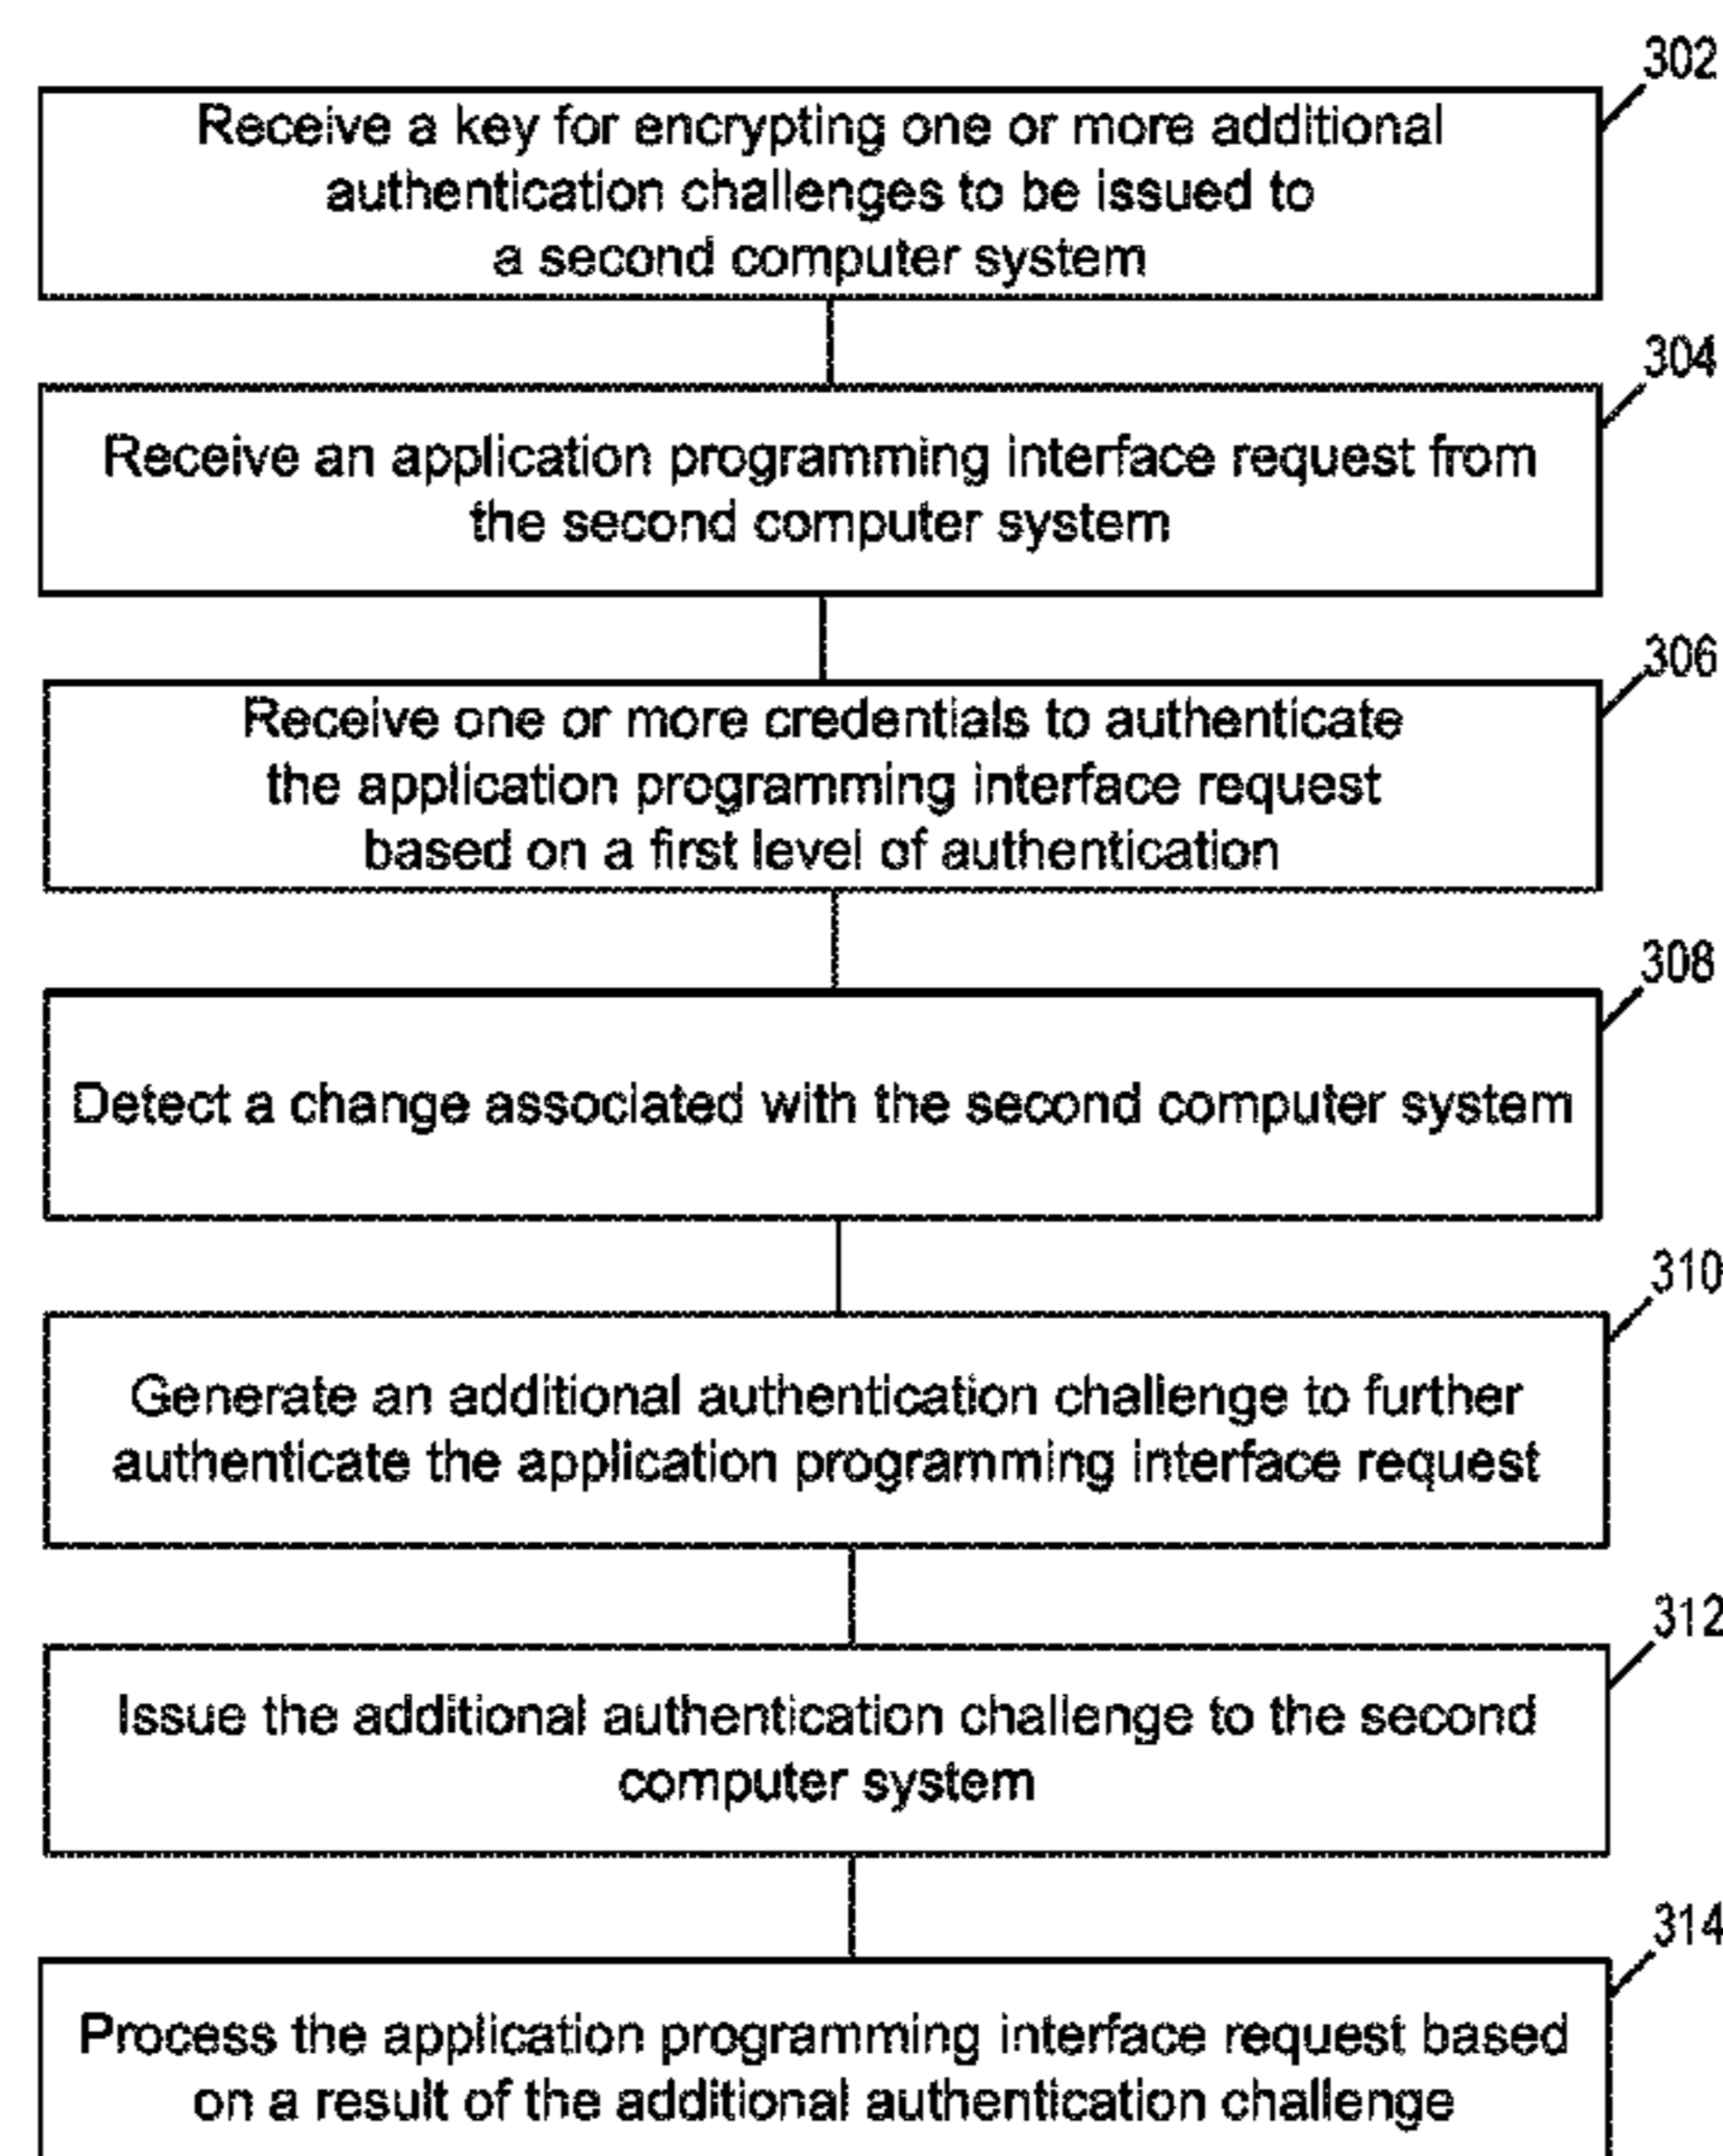 302
Receive a key for encrypting one or more additional
authentication challenges to be issued to
a second computer system
304
Receive an application programming interface request from
the second computer system
306
Receive one or more credentials to authenticate
the application programming interface request
based on a first level of authentication
308
Detect a change associated with the second computer system
310
Generate an additional authentication challenge to further
authenticate the application programming interface request
312
Issue the additional authentication challenge to the second
computer system
314
Process the application programming interface request based
on a result of the additional authentication challenge